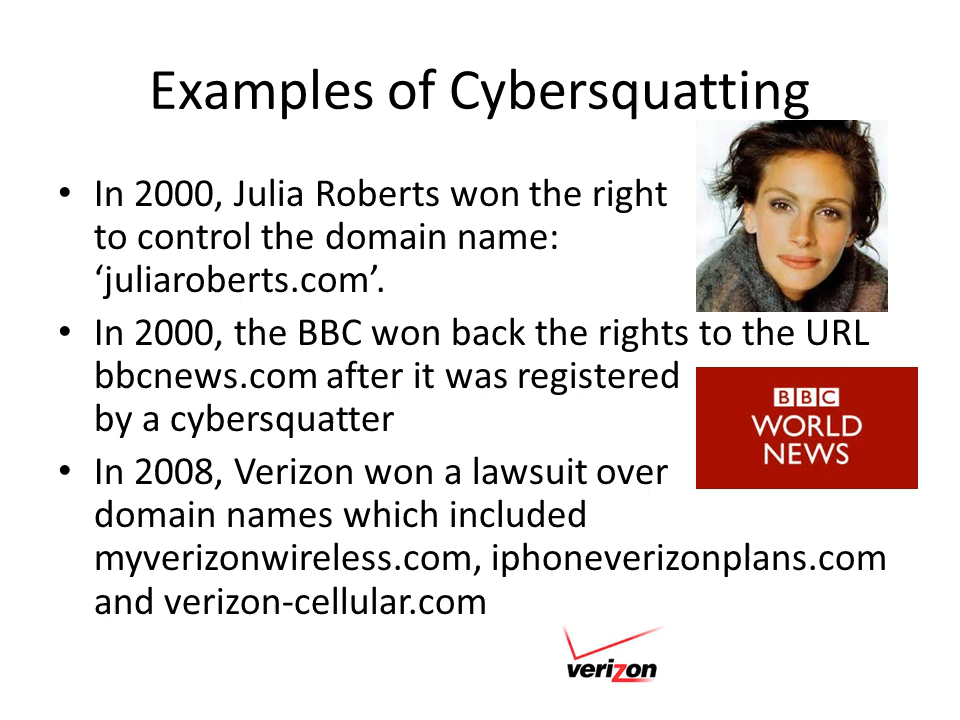 Examples of Cybersquatting
• In 2000, Julia Roberts won the right
to control the domain name:
‘juliaroberts.com’.
• In 2000, the BBC won back the rights to the URL
bbcnews.com after it was registered
by a cybersquatter
BBC
WORLD
NEWS
• In 2008, Verizon won a lawsuit over
domain names which included
myverizonwireless.com, iphoneverizonplans.com
and verizon-cellular.com
verizon